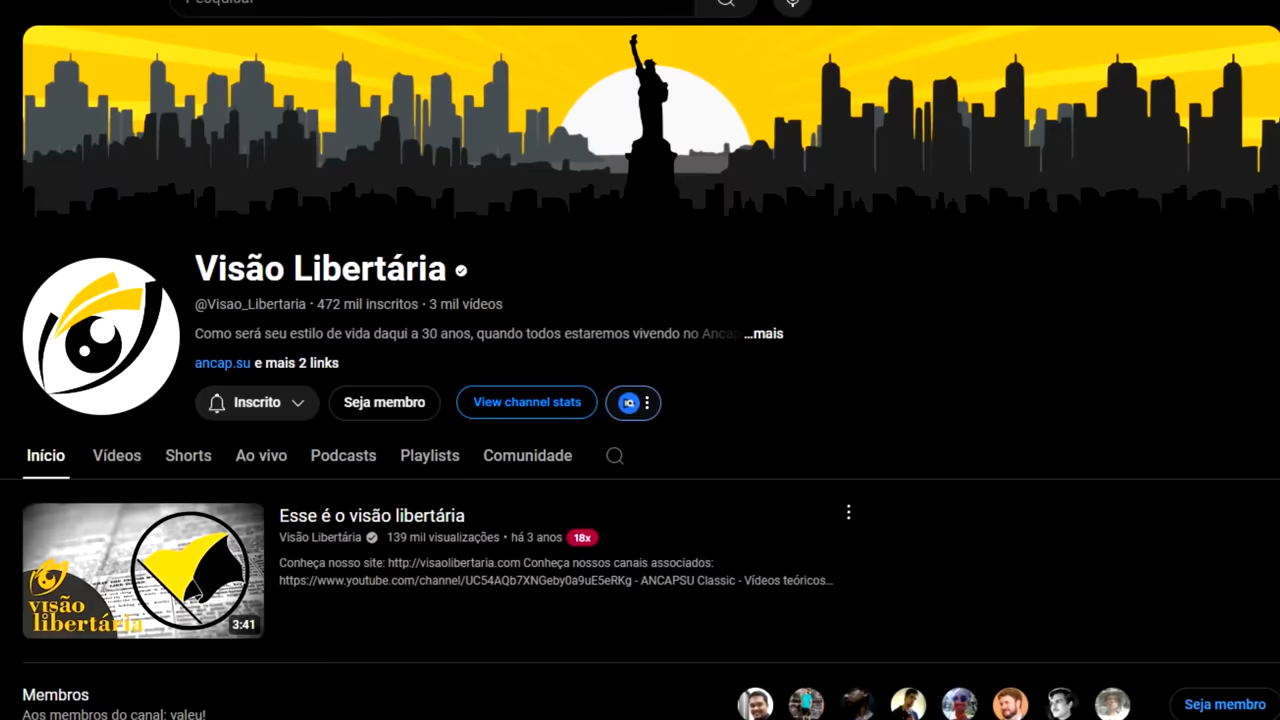 Pesquisar
Visão Libertária
@Visao_Libertaria · 472 mil inscritos · 3 mil vídeos
Como será seu estilo de vida daqui a 30 anos, quando todos estaremos vivendo no Ancap ...mais
ancap.su e mais 2 links
Inscrito
Seja membro
View channel stats
Início
Vídeos
Shorts
Ao vivo
Podcasts
Playlists
Comunidade
Esse é o visão libertária
Visão Libertária 139 mil visualizações • há 3 anos 18x
Conheça nosso site: http://visaolibertaria.com Conheça nossos canais associados:
https://www.youtube.com/channel/UC54AQb7XNGeby0a9uE5eRKg - ANCAPSU Classic - Vídeos teóricos...
visão
libertária
3:41
Membros
Aos membros do canal: valeu!
Seja membro